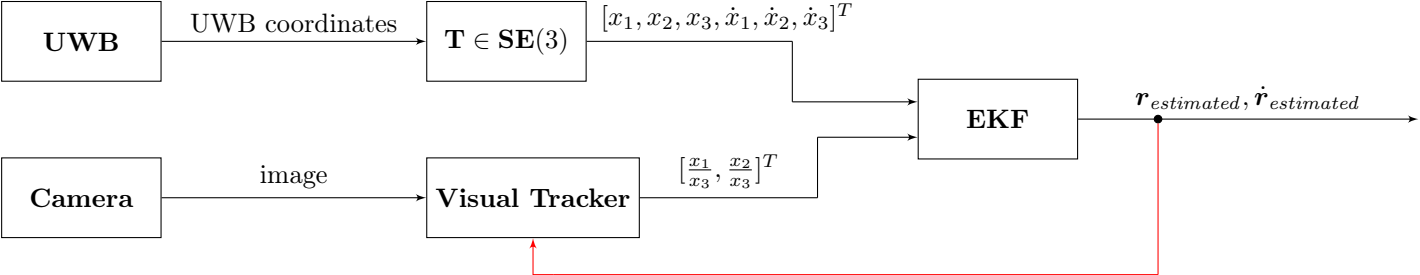 UWB
UWB coordinates
T ∈ SE(3)
[x₁, x₂, x₃, ẋ₁, ẋ₂, ẋ₃]ᵀ
EKF
r_estimated, ṙ_estimated
Camera
image
Visual Tracker
[x₁/x₃, x₂/x₃]ᵀ